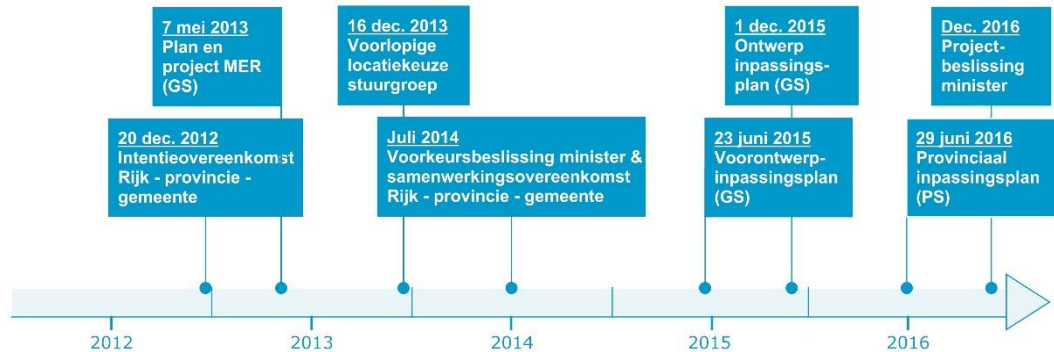 7 mei 2013
Plan en
project MER
(GS)
16 dec. 2013
Voorlopige
locatiekeuze
stuurgroep
1 dec. 2015
Ontwerp
inpassings-
plan (GS)
Dec. 2016
Project-
beslissing
minister
20 dec. 2012
Intentieovereenkomst
Rijk - provincie -
gemeente
Juli 2014
Voorkeursbeslissing minister &
samenwerkingsovereenkomst
Rijk - provincie - gemeente
23 juni 2015
Voorontwerp-
inpassingsplan
(GS)
29 juni 2016
Provinciaal
inpassingsplan
(PS)
2012
2013
2014
2015
2016